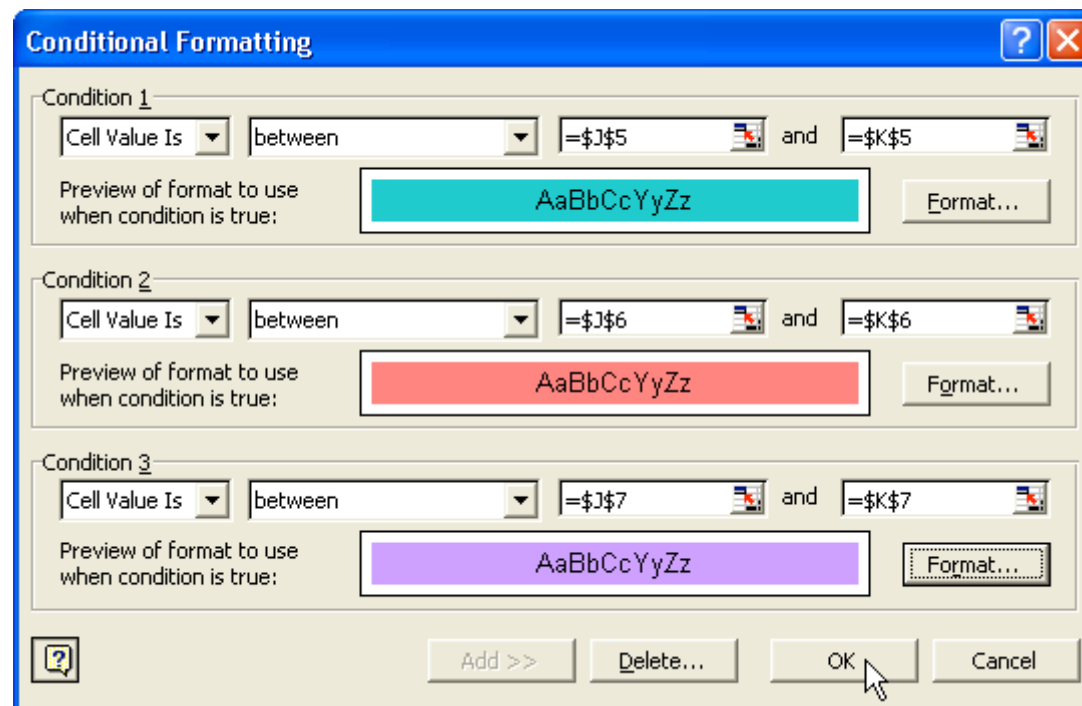 Conditional Formatting
Condition 1
Cell Value Is between =$J$5 and =$K$5
Preview of format to use
when condition is true:
AaBbCcYyZz
Format...
Condition 2
Cell Value Is between =$J$6 and =$K$6
Preview of format to use
when condition is true:
AaBbCcYyZz
Format...
Condition 3
Cell Value Is between =$J$7 and =$K$7
Preview of format to use
when condition is true:
AaBbCcYyZz
Format...
Add >> Delete... OK Cancel